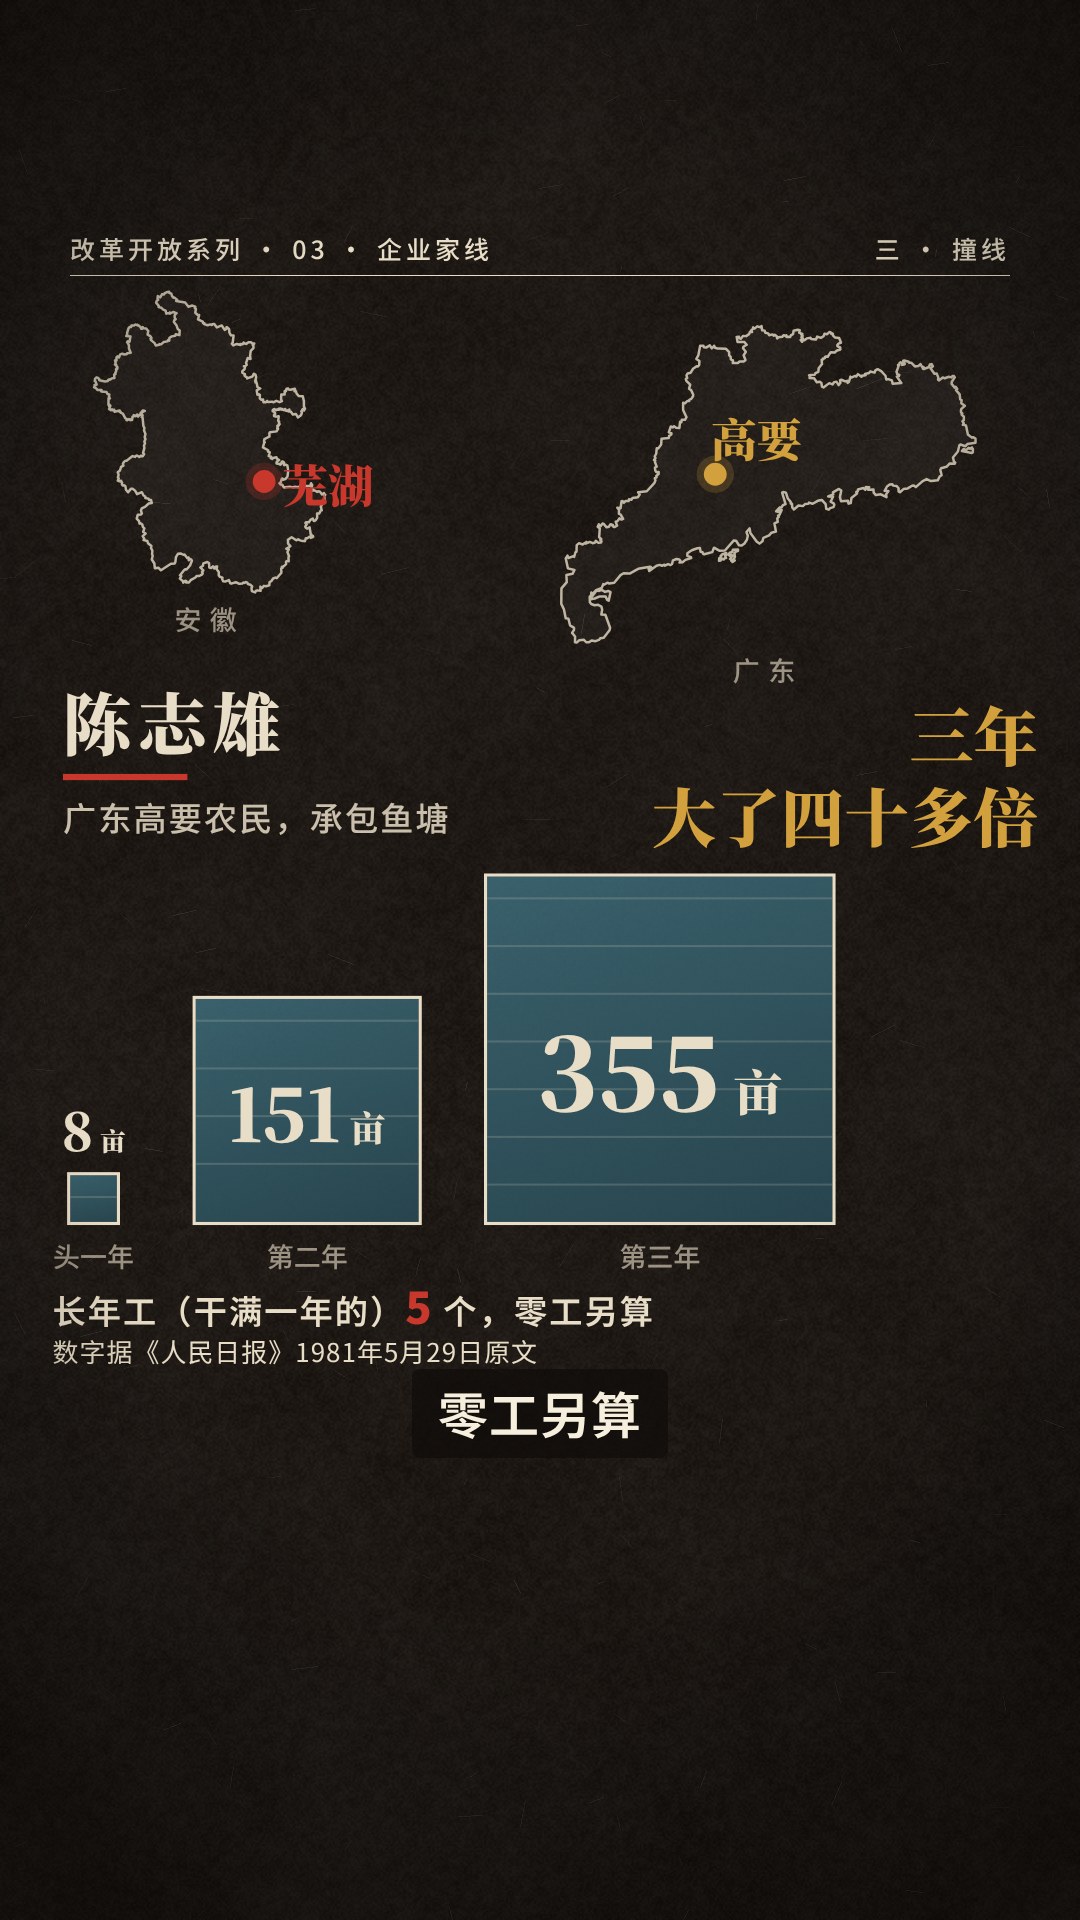 改革开放系列 · 03 · 企业家线
三 · 撞线
高要
芜湖
安徽
广东
陈志雄
广东高要农民，承包鱼塘
三年
大了四十多倍
8亩
151亩
355亩
头一年
第二年
第三年
长年工（干满一年的）5 个，零工另算
数字据《人民日报》1981年5月29日原文
零工另算